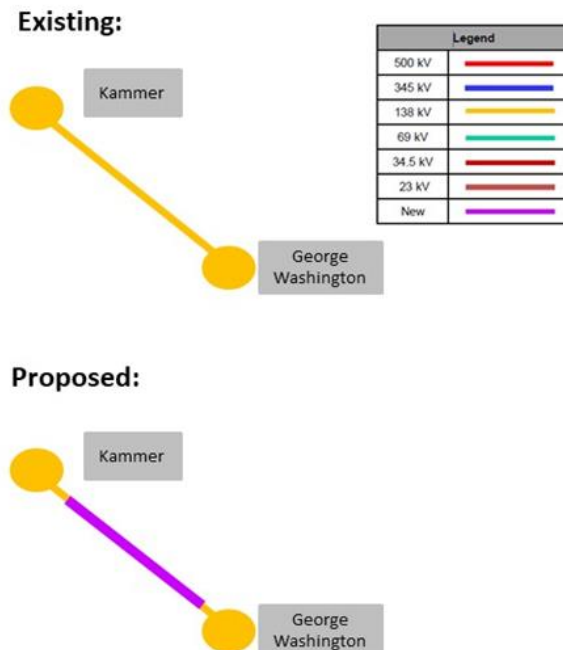 Existing:
Kammer
George
Washington
Legend
500 kV
345 kV
138 kV
69 kV
34.5 kV
23 kV
New
Proposed:
Kammer
George
Washington